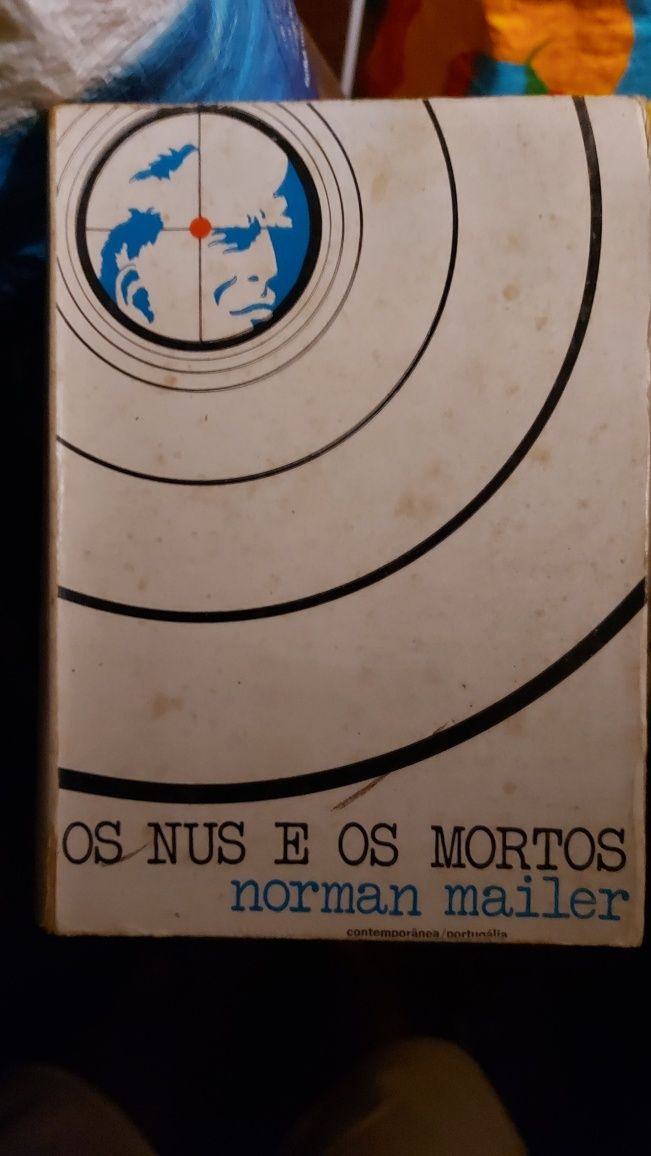 OS NUS E OS MORTOS
norman mailer
contemporânea/portugália